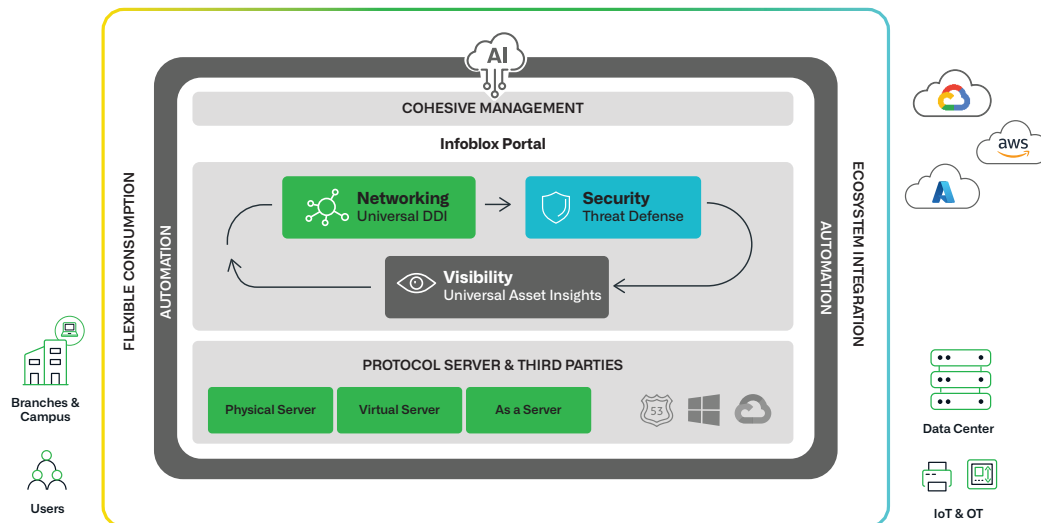 AI
COHESIVE MANAGEMENT
Infoblox Portal
Networking
Universal DDI
Security
Threat Defense
Visibility
Universal Asset Insights
PROTOCOL SERVER & THIRD PARTIES
Physical Server
Virtual Server
As a Server
53
FLEXIBLE CONSUMPTION
AUTOMATION
AUTOMATION
ECOSYSTEM INTEGRATION
Branches &
Campus
Users
aws
Data Center
IoT & OT